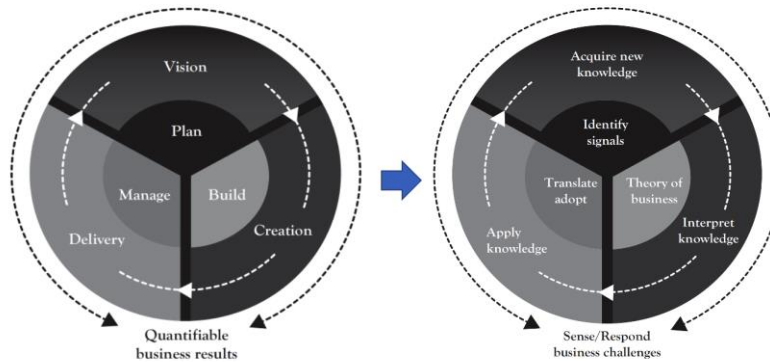 Vision
Plan
Manage
Build
Delivery
Creation
Quantifiable
business results
Acquire new
knowledge
Identify
signals
Translate
adopt
Theory of
business
Apply
knowledge
Interpret
knowledge
Sense/Respond
business challenges